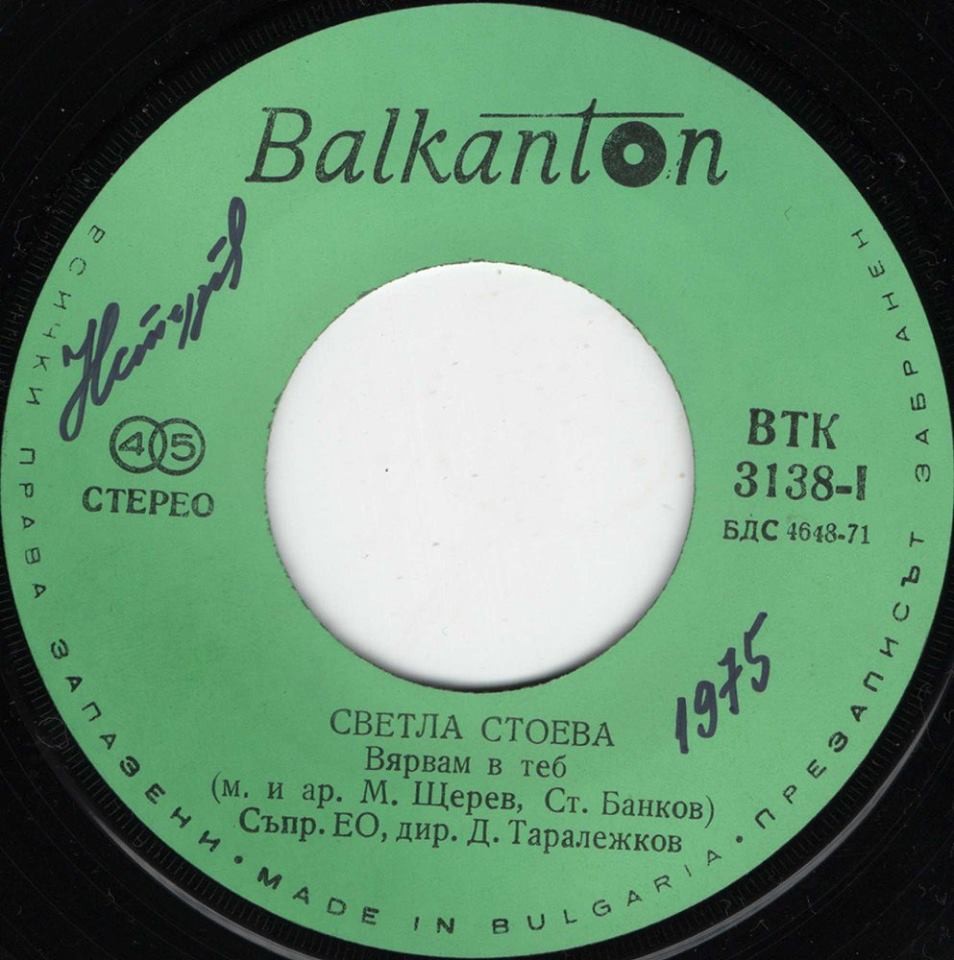 Balkanton
45
СТЕРЕО
ВТК
3138-I
БДС 4648-71
1975
СВЕТЛА СТОЕВА
Вярвам в теб
(м. и ар. М. Щерев, Ст. Банков)
Съпр. ЕО, дир. Д. Таралежков
ВСИЧКИ ПРАВА ЗАПАЗЕНИ • MADE IN BULGARIA • ПРЕЗАПИСЪТ ЗАБРАНЕН